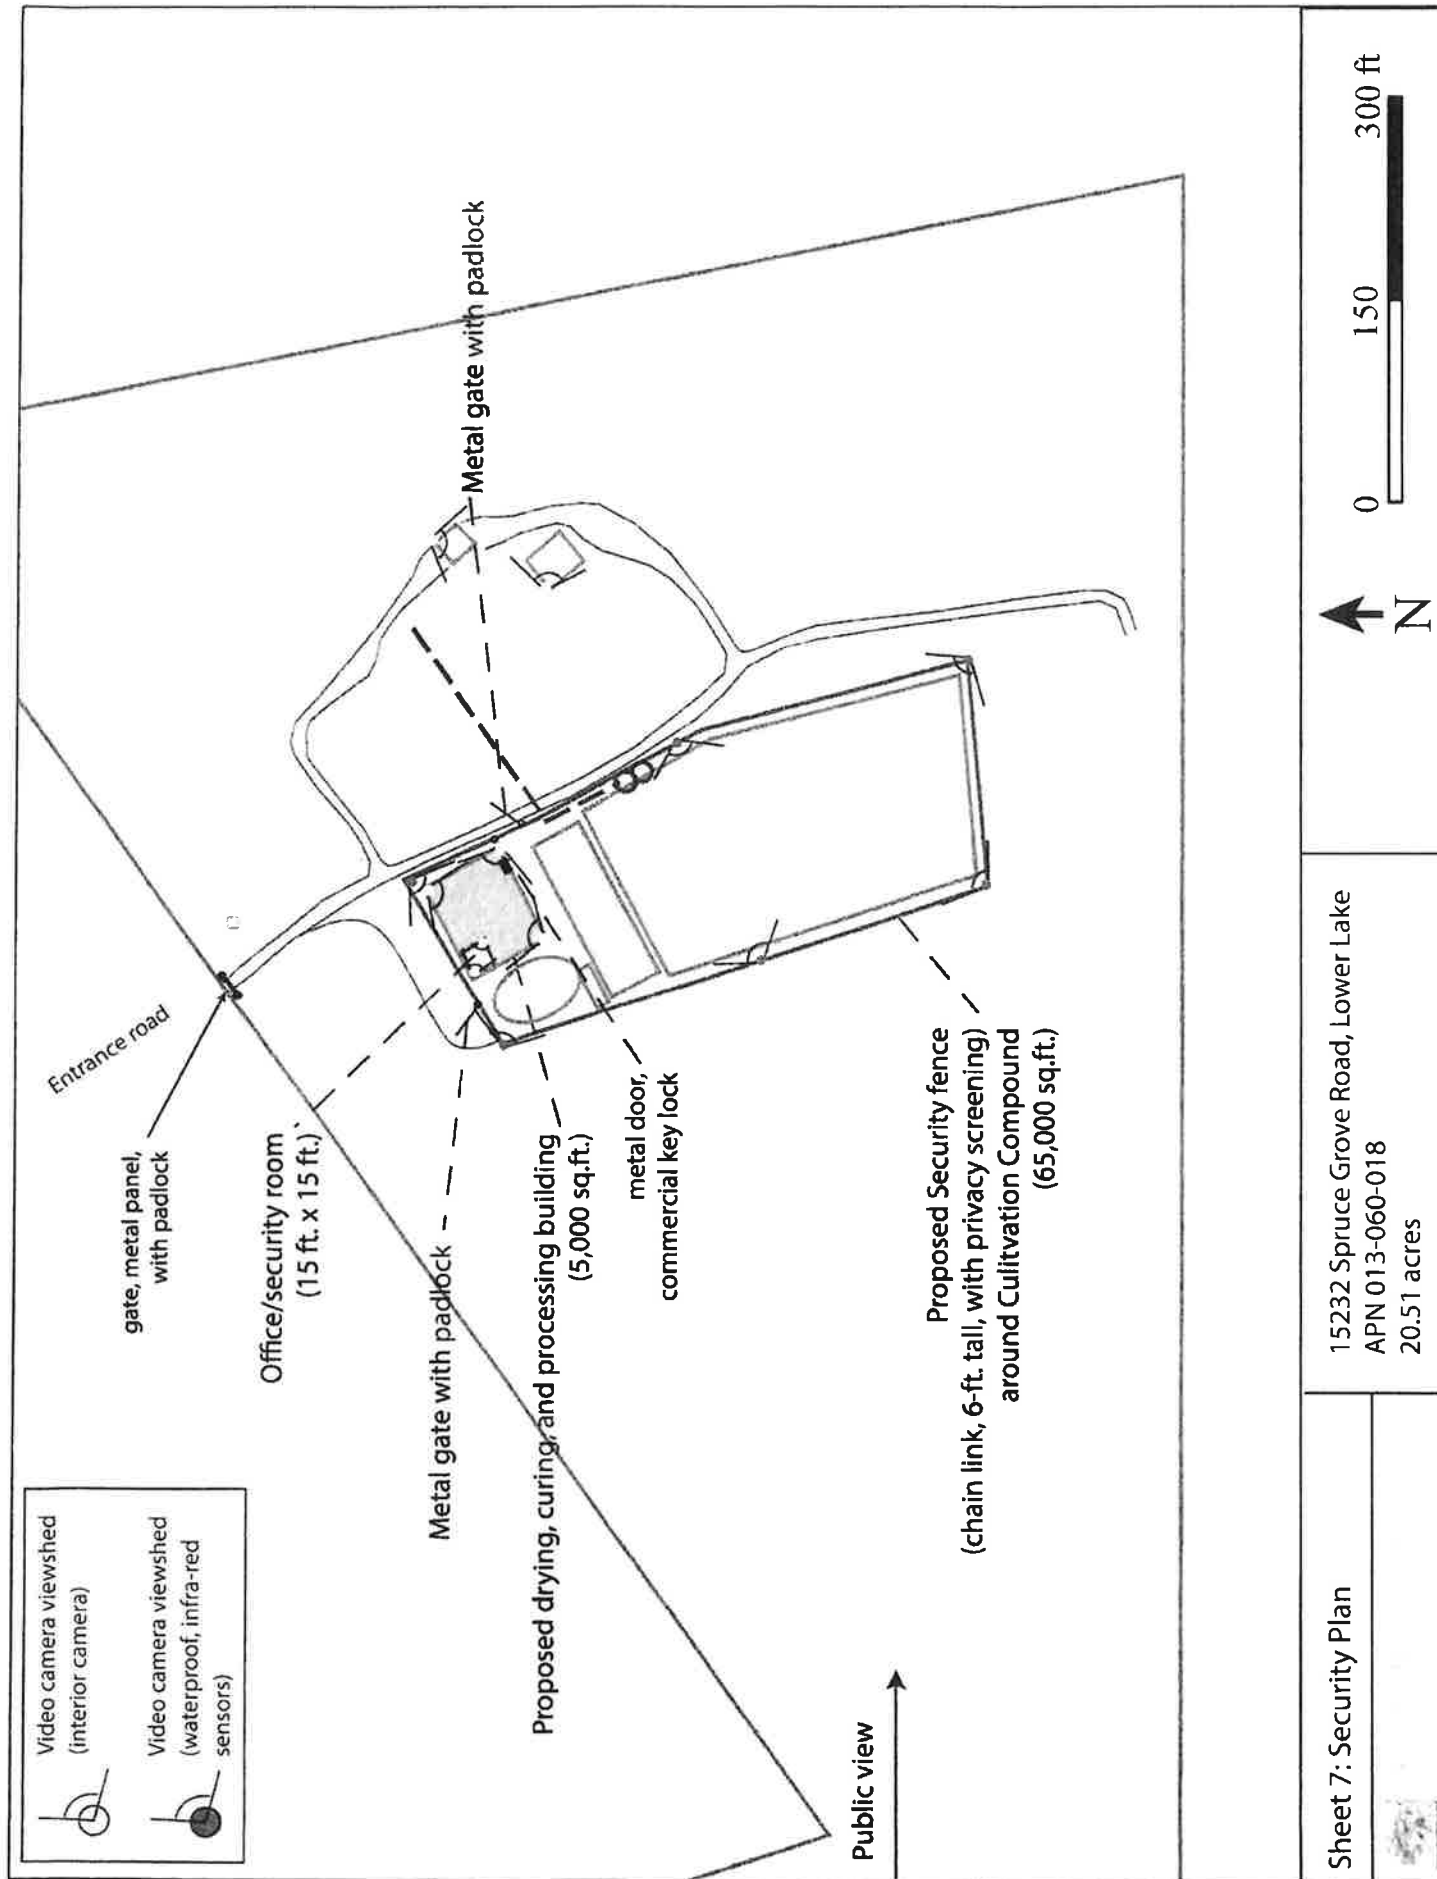 Video camera viewshed
(interior camera)
Video camera viewshed
(waterproof, infra-red
sensors)
Entrance road
gate, metal panel,
with padlock
Office/security room
(15 ft. x 15 ft.)`
Metal gate with padlock
Proposed drying, curing, and processing building
(5,000 sq.ft.)
metal door,
commercial key lock
Metal gate with padlock
Proposed Security fence
(chain link, 6-ft. tall, with privacy screening)
around Culitvation Compound
(65,000 sq.ft.)
Public view
Sheet 7: Security Plan
15232 Spruce Grove Road, Lower Lake
APN 013-060-018
20.51 acres
N
0 150 300 ft